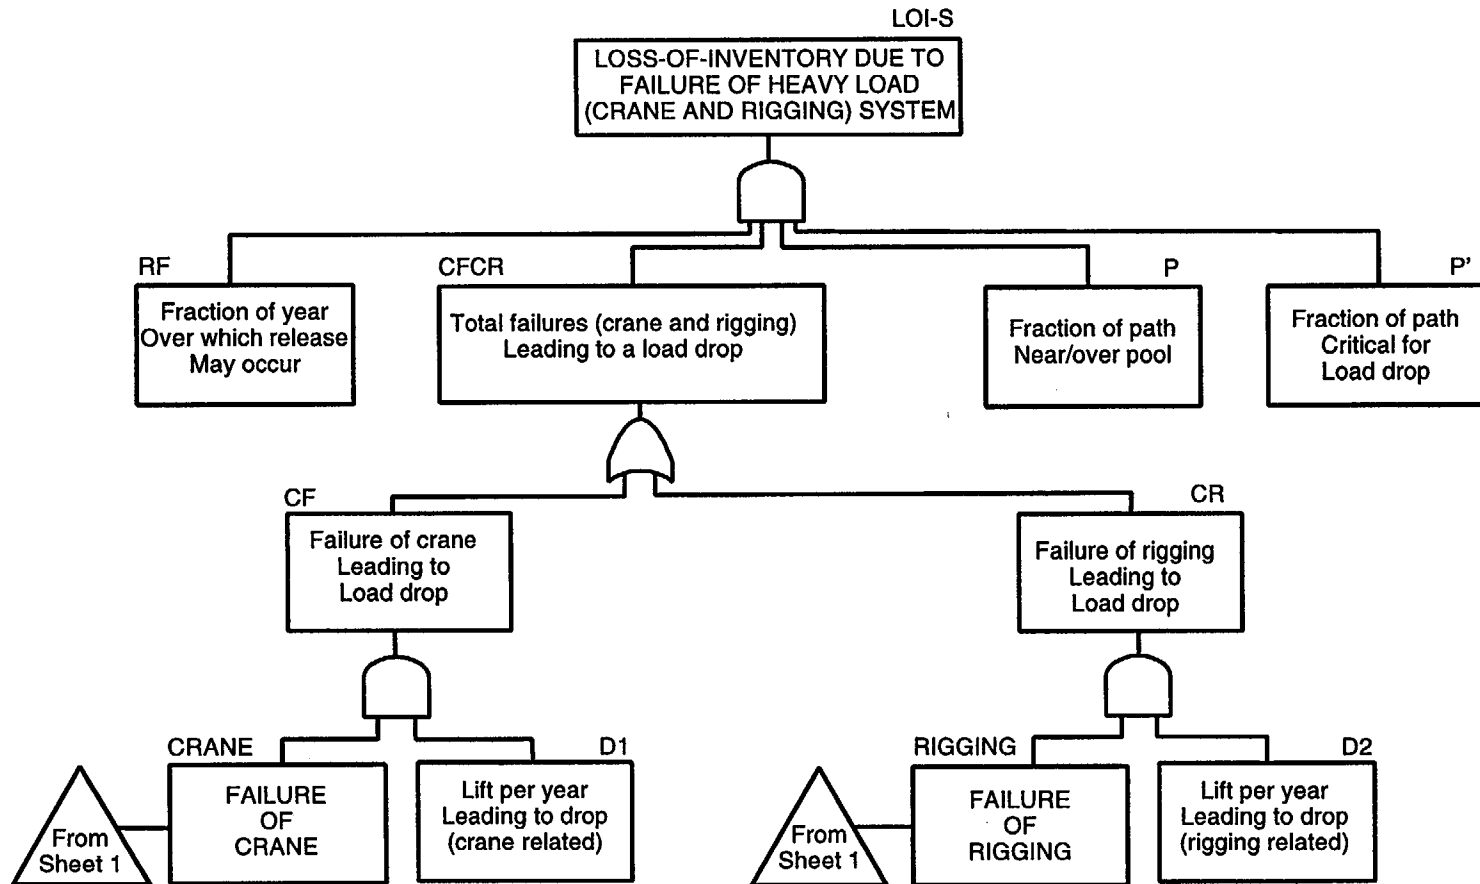 LOI-S
LOSS-OF-INVENTORY DUE TO
FAILURE OF HEAVY LOAD
(CRANE AND RIGGING) SYSTEM
RF
Fraction of year
Over which release
May occur
CFCR
Total failures (crane and rigging)
Leading to a load drop
P
Fraction of path
Near/over pool
P'
Fraction of path
Critical for
Load drop
CF
Failure of crane
Leading to
Load drop
CR
Failure of rigging
Leading to
Load drop
From
Sheet 1
CRANE
FAILURE
OF
CRANE
D1
Lift per year
Leading to drop
(crane related)
From
Sheet 1
RIGGING
FAILURE
OF
RIGGING
D2
Lift per year
Leading to drop
(rigging related)